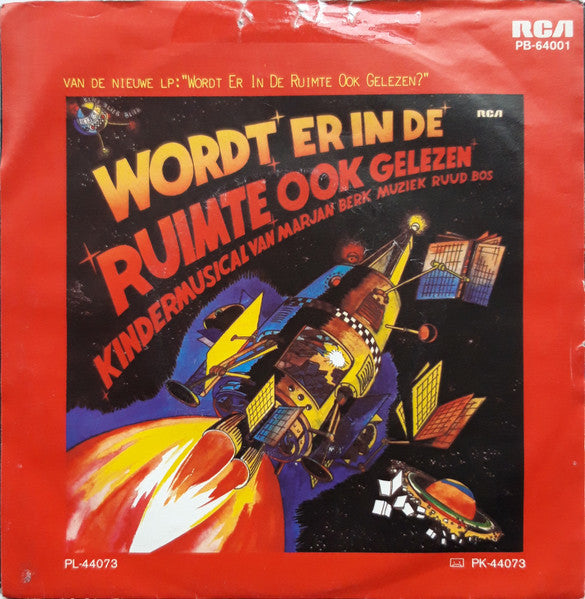 RCA
PB-64001
VAN DE NIEUWE LP: "WORDT ER IN DE RUIMTE OOK GELEZEN?"
RCA
WORDT ER IN DE
RUIMTE OOK GELEZEN
KINDERMUSICAL VAN MARJAN BERK MUZIEK RUUD BOS
PL-44073
PK-44073